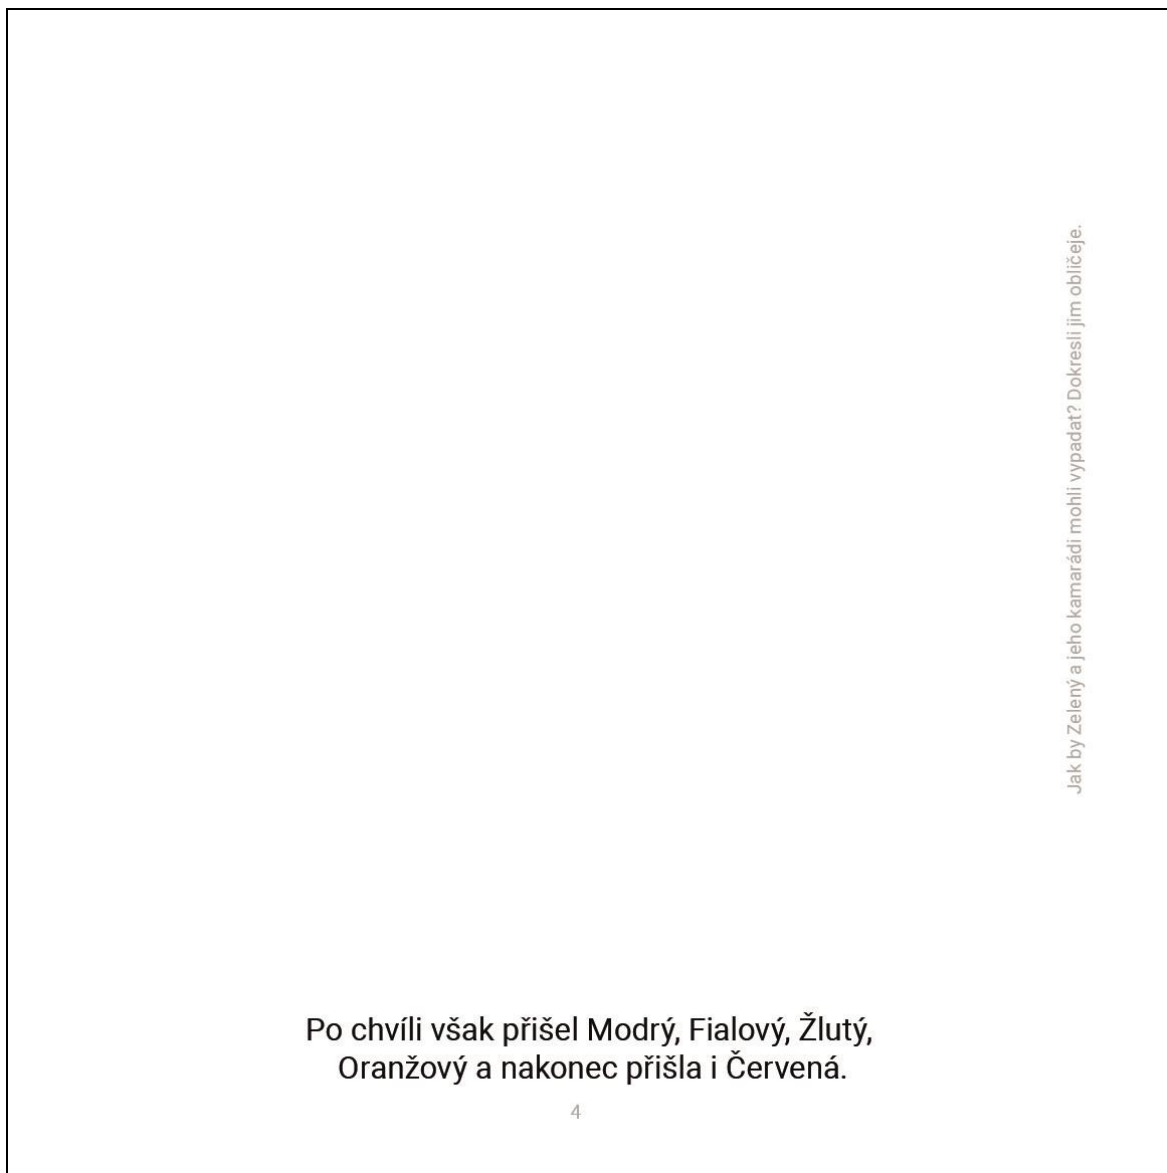 Jak by Zelený a jeho kamarádi mohli vypadat? Dokresli jim obličeje.
Po chvíli však přišel Modrý, Fialový, Žlutý,
Oranžový a nakonec přišla i Červená.
4